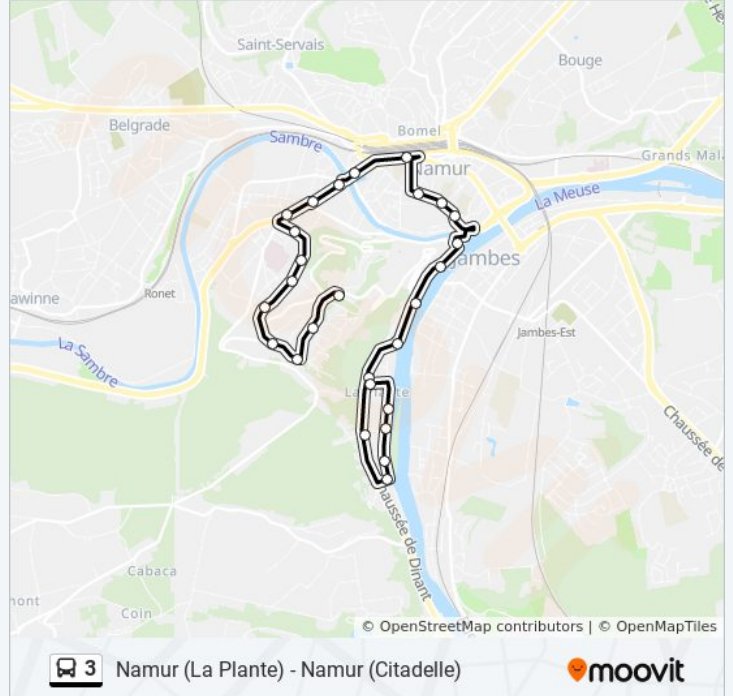 Saint-Servais
Bouge
Belgrade
Sambre
Bomel
Namur
Grands Mala
La Meuse
Jambes
awinne
Ronet
Jambes-Est
La Sambre
La Plante
Chaussée de
Chaussée de Dinant
Cabaca
mont
Coin
© OpenStreetMap contributors | © OpenMapTiles
3 Namur (La Plante) - Namur (Citadelle) moovit